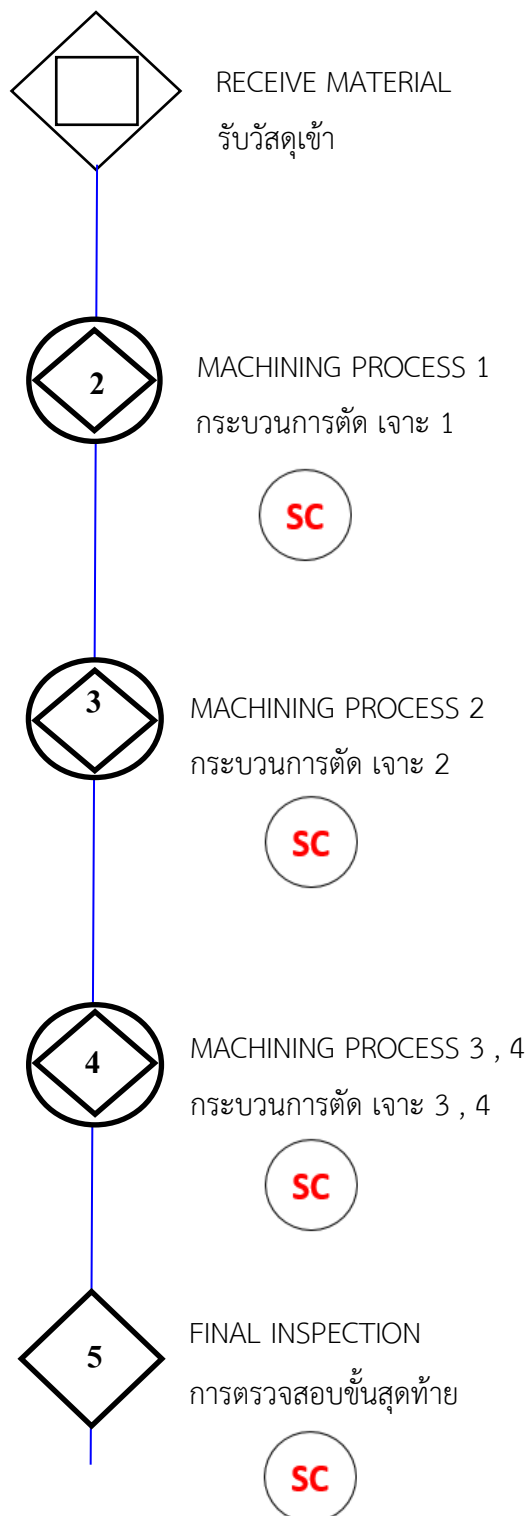 RECEIVE MATERIAL
รับวัสดุเข้า
2
MACHINING PROCESS 1
กระบวนการตัด เจาะ 1
SC
3
MACHINING PROCESS 2
กระบวนการตัด เจาะ 2
SC
4
MACHINING PROCESS 3 , 4
กระบวนการตัด เจาะ 3 , 4
SC
5
FINAL INSPECTION
การตรวจสอบขั้นสุดท้าย
SC